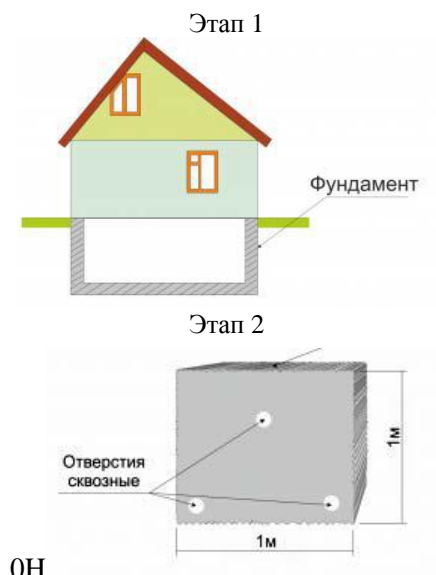 Этап 1
Фундамент
Этап 2
Отверстия
сквозные
1м
1м
0Н